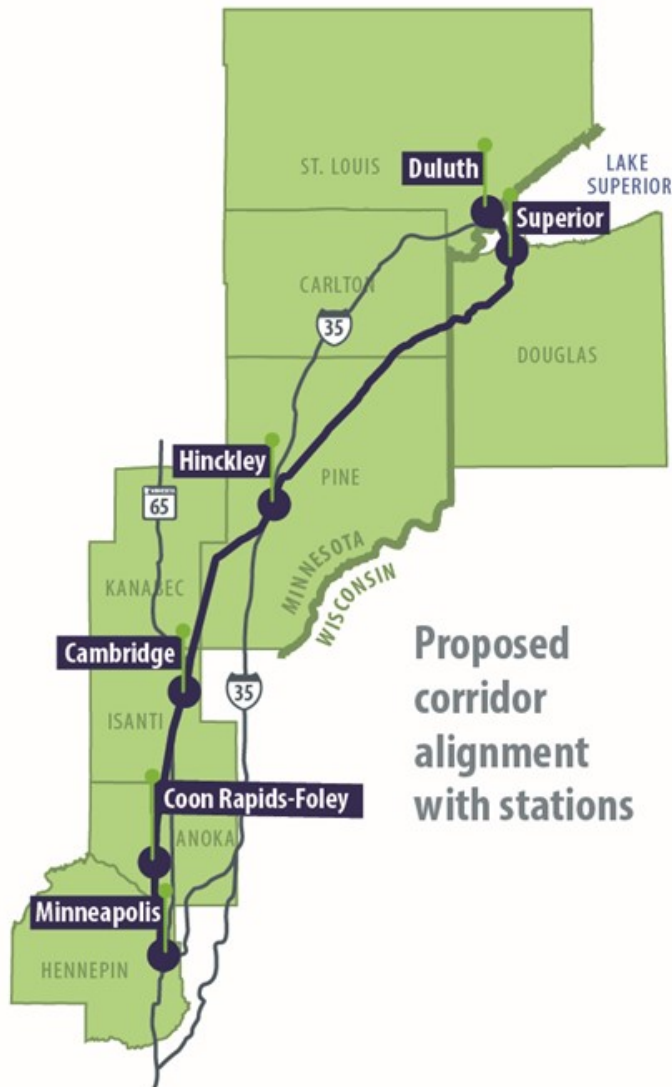 ST. LOUIS
Duluth
LAKE
SUPERIOR
Superior
CARLTON
35
DOUGLAS
Hinckley
PINE
65
MINNESOTA
WISCONSIN
KANABEC
Cambridge
35
ISANTI
Proposed
corridor
alignment
with stations
Coon Rapids-Foley
ANOKA
Minneapolis
HENNEPIN